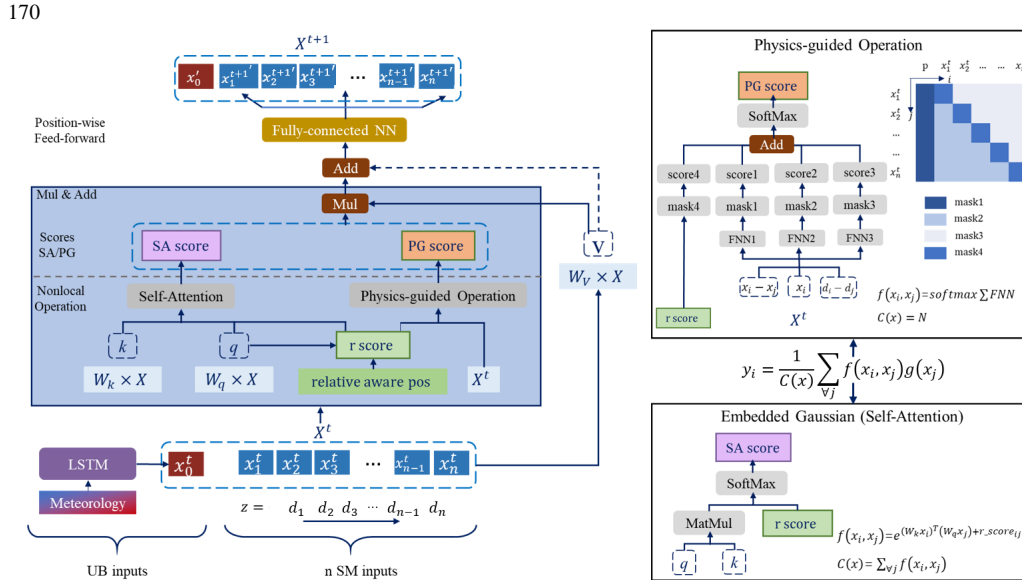 170
X^{t+1}
x'_0 x_1^{t+1'} x_2^{t+1'} x_3^{t+1'} ... x_{n-1}^{t+1'} x_n^{t+1'}
Position-wise
Feed-forward
Fully-connected NN
Add
Mul & Add
Mul
Scores
SA/PG
SA score
PG score
V
W_V × X
Nonlocal
Operation
Self-Attention
Physics-guided Operation
k
q
r score
W_k × X
W_q × X
relative aware pos
X^t
X^t
LSTM
x_0^t x_1^t x_2^t x_3^t ... x_{n-1}^t x_n^t
Meteorology
z = d_1 d_2 d_3 ... d_{n-1} d_n
UB inputs
n SM inputs
Physics-guided Operation
PG score
SoftMax
Add
score4 score1 score2 score3
mask4 mask1 mask2 mask3
FNN1 FNN2 FNN3
x_i − x_j x_i d_i − d_j
r score
X^t
p x_1^t x_2^t ... ...
i
x_1^t
x_2^t
j
...
...
x_n^t
mask1
mask2
mask3
mask4
f(x_i, x_j)=softmax ∑ FNN
C(x) = N
y_i = \frac{1}{C(x)} ∑_{∀j} f(x_i, x_j)g(x_j)
Embedded Gaussian (Self-Attention)
SA score
SoftMax
MatMul
r score
q
k
f(x_i, x_j)=e^{(W_k x_i)^T(W_q x_j)+r_score_{ij}}
C(x) = ∑_{∀j} f(x_i, x_j)